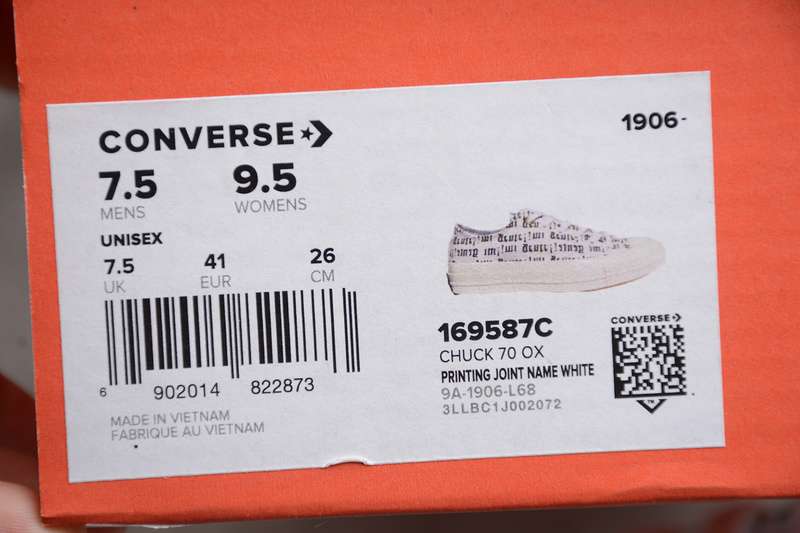 CONVERSE
1906-
7.5 9.5
MENS WOMENS
UNISEX
7.5 41 26
UK EUR CM
6 902014 822873
MADE IN VIETNAM
FABRIQUE AU VIETNAM
169587C
CHUCK 70 OX
PRINTING JOINT NAME WHITE
9A-1906-L68
3LLBC1J002072
CONVERSE